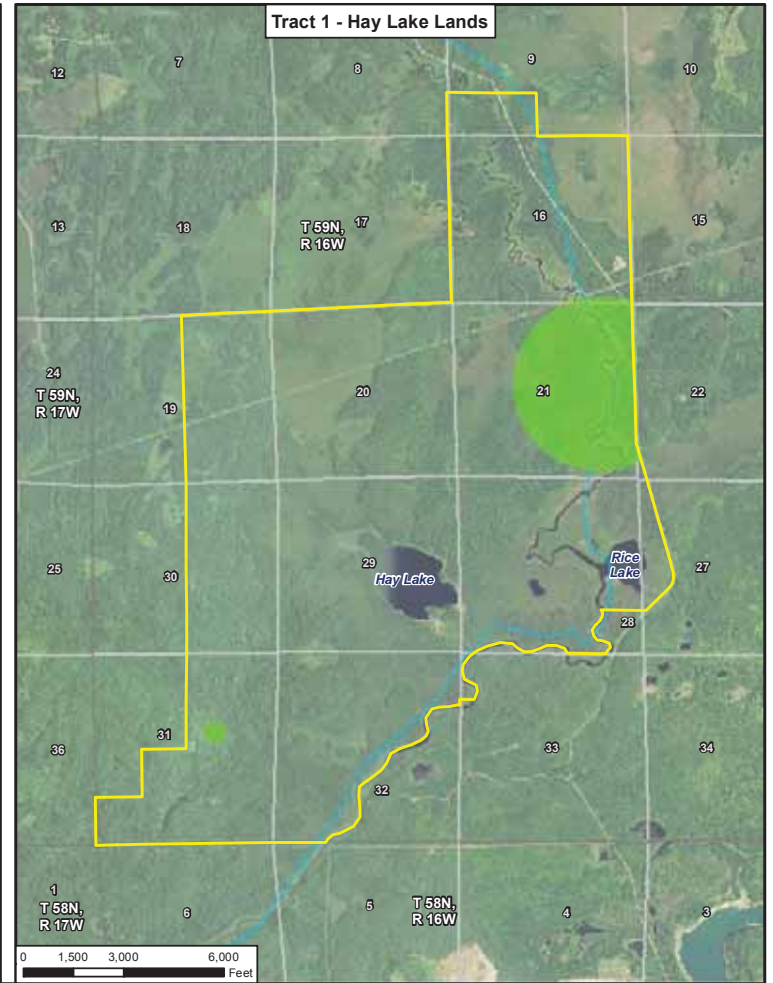 Tract 1 - Hay Lake Lands
12
7
8
9
10
13
18
T 59N,
R 16W
17
16
15
24
T 59N,
R 17W
19
20
21
22
25
30
29
Hay Lake
Rice
Lake
27
28
36
31
32
33
34
1
T 58N,
R 17W
6
5
T 58N,
R 16W
4
3
0 1,500 3,000 6,000
Feet